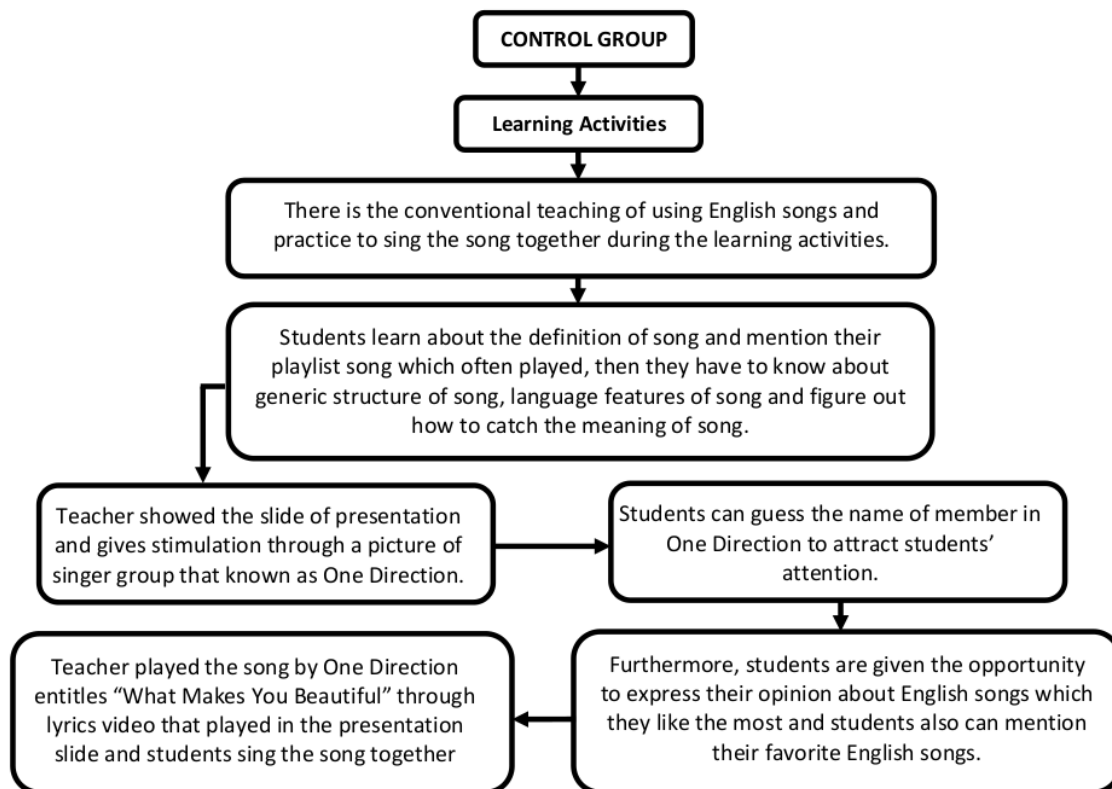 CONTROL GROUP
Learning Activities
There is the conventional teaching of using English songs and
practice to sing the song together during the learning activities.
Students learn about the definition of song and mention their
playlist song which often played, then they have to know about
generic structure of song, language features of song and figure out
how to catch the meaning of song.
Teacher showed the slide of presentation
and gives stimulation through a picture of
singer group that known as One Direction.
Students can guess the name of member in
One Direction to attract students’
attention.
Furthermore, students are given the opportunity
to express their opinion about English songs which
they like the most and students also can mention
their favorite English songs.
Teacher played the song by One Direction
entitles “What Makes You Beautiful” through
lyrics video that played in the presentation
slide and students sing the song together